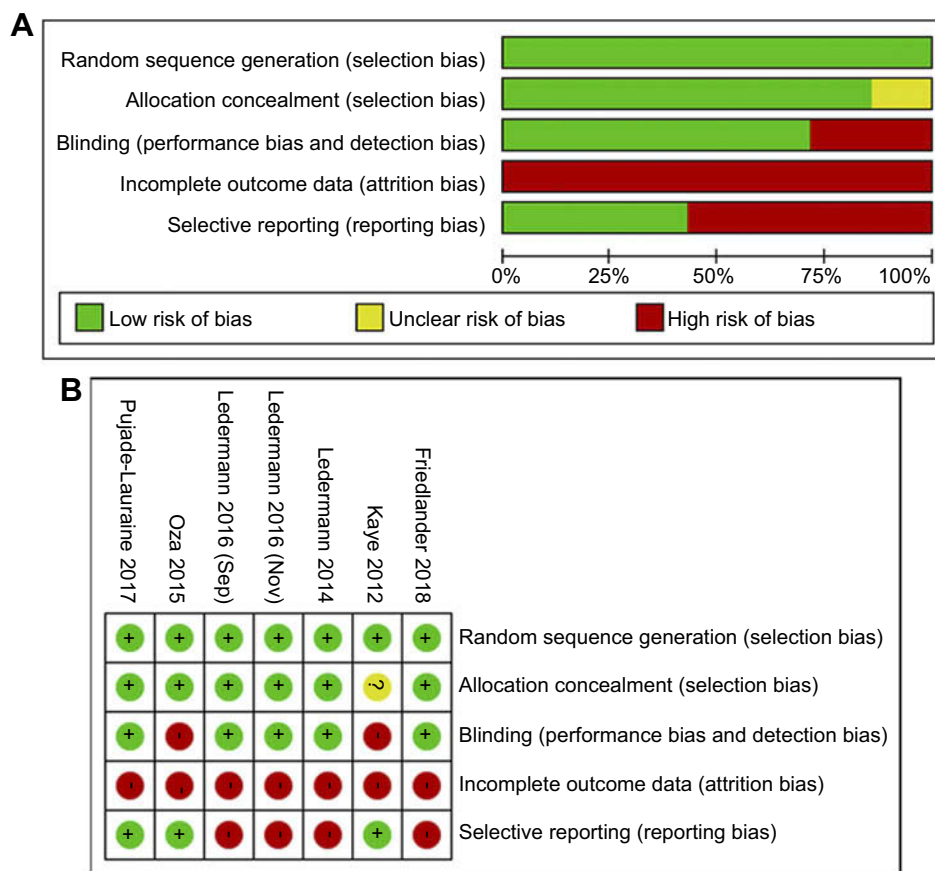 A
Random sequence generation (selection bias)
Allocation concealment (selection bias)
Blinding (performance bias and detection bias)
Incomplete outcome data (attrition bias)
Selective reporting (reporting bias)
0% 25% 50% 75% 100%
Low risk of bias Unclear risk of bias High risk of bias
B
Pujade-Lauraine 2017
Oza 2015
Ledermann 2016 (Sep)
Ledermann 2016 (Nov)
Ledermann 2014
Kaye 2012
Friedlander 2018
+ + + + + + + Random sequence generation (selection bias)
+ + + + + ? + Allocation concealment (selection bias)
+ - + + + - + Blinding (performance bias and detection bias)
- - - - - - - Incomplete outcome data (attrition bias)
+ + - - - + - Selective reporting (reporting bias)